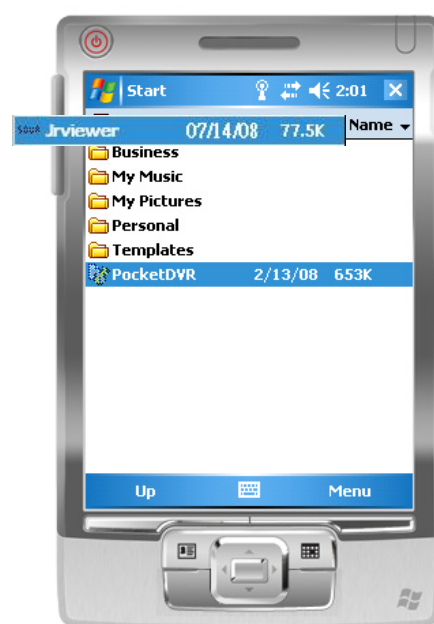 Start 2:01
Jrviewer 07/14/08 77.5K Name
Business
My Music
My Pictures
Personal
Templates
PocketDVR 2/13/08 653K
Up Menu